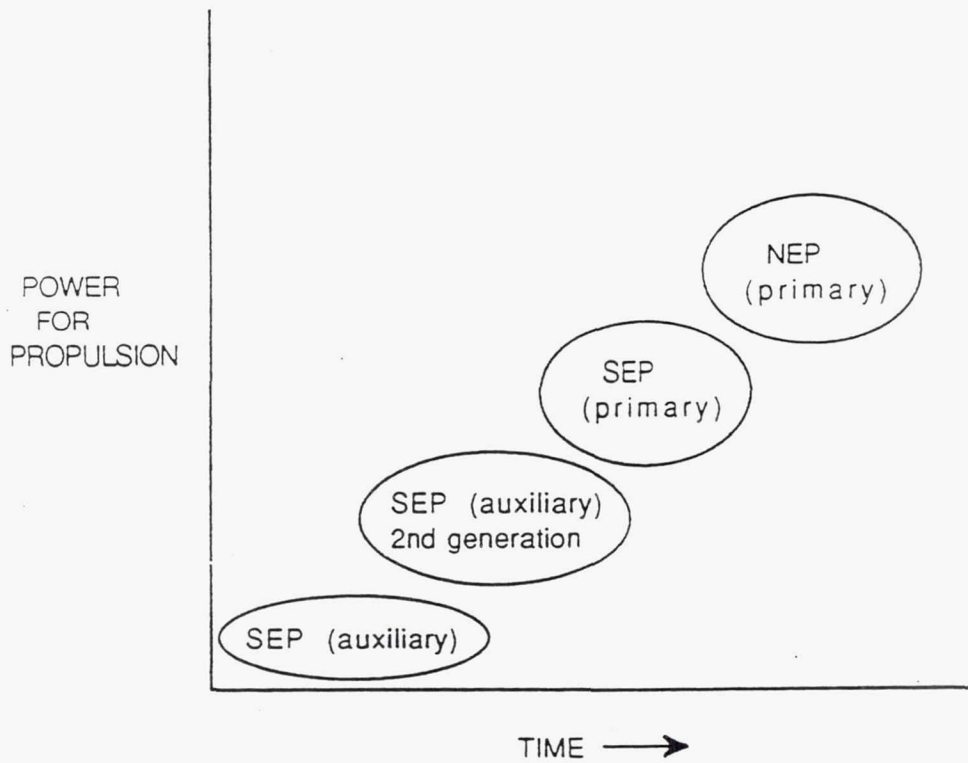 NEP
(primary)
POWER
FOR
PROPULSION
SEP
(primary)
SEP (auxiliary)
2nd generation
SEP (auxiliary)
TIME